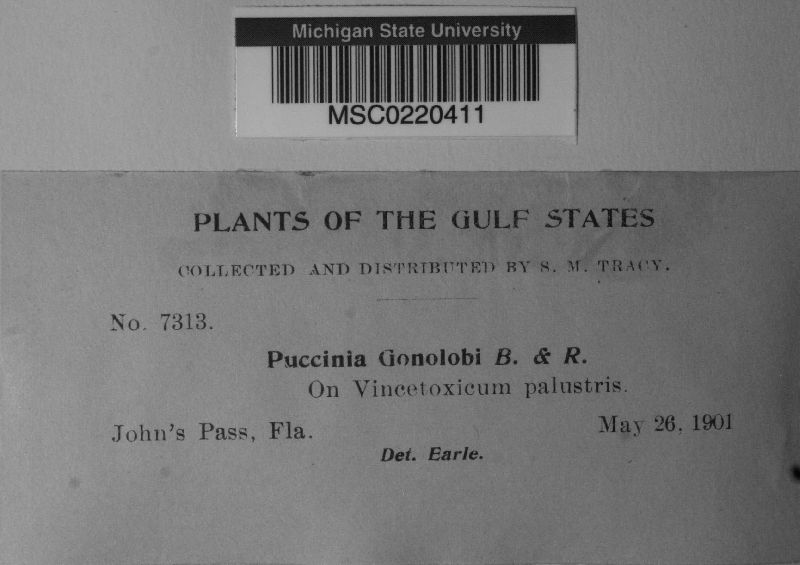 Michigan State University
MSC0220411
PLANTS OF THE GULF STATES
COLLECTED AND DISTRIBUTED BY S. M. TRACY.
No. 7313.
Puccinia Gonolobi B. & R.
On Vincetoxicum palustris.
John's Pass, Fla.
May 26, 1901
Det. Earle.